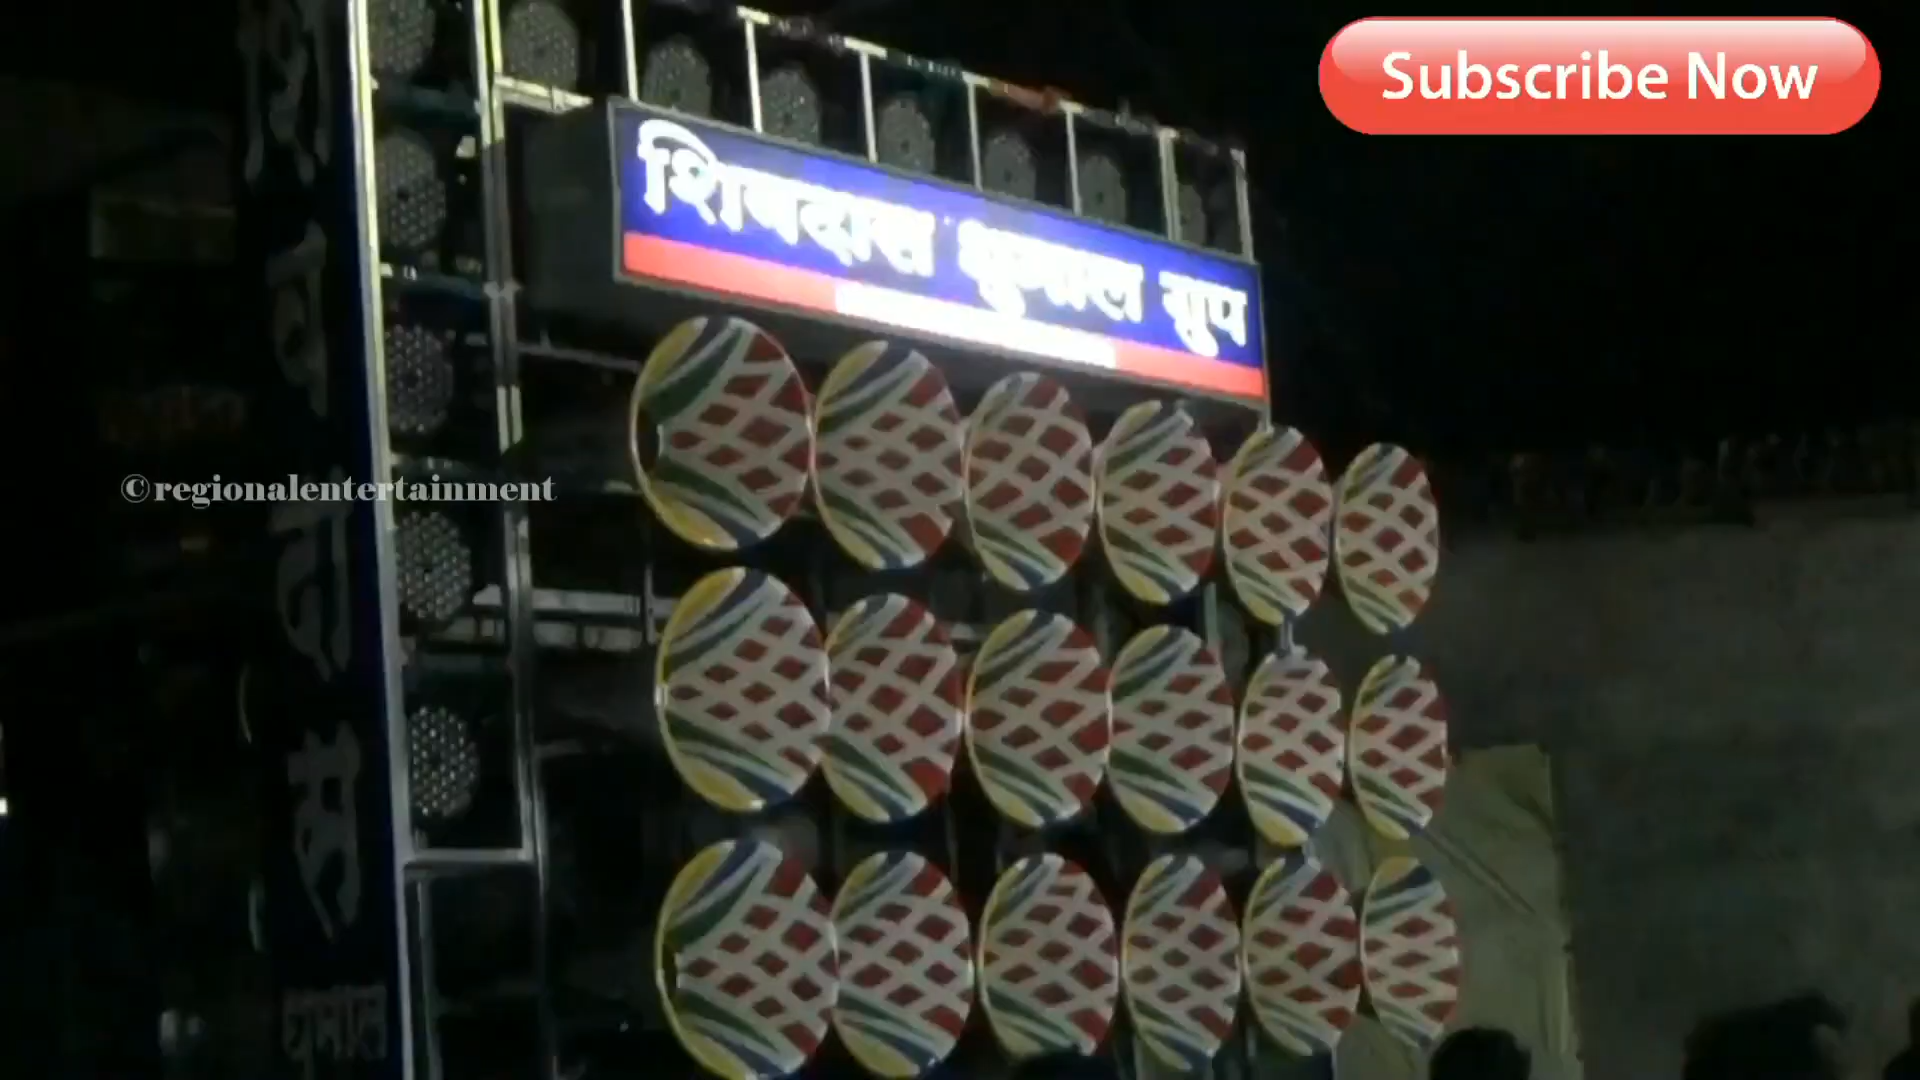 Subscribe Now
शिवदास धुमाल ग्रुप
©regionalentertainment
शि
व
दा
स
धुमाल